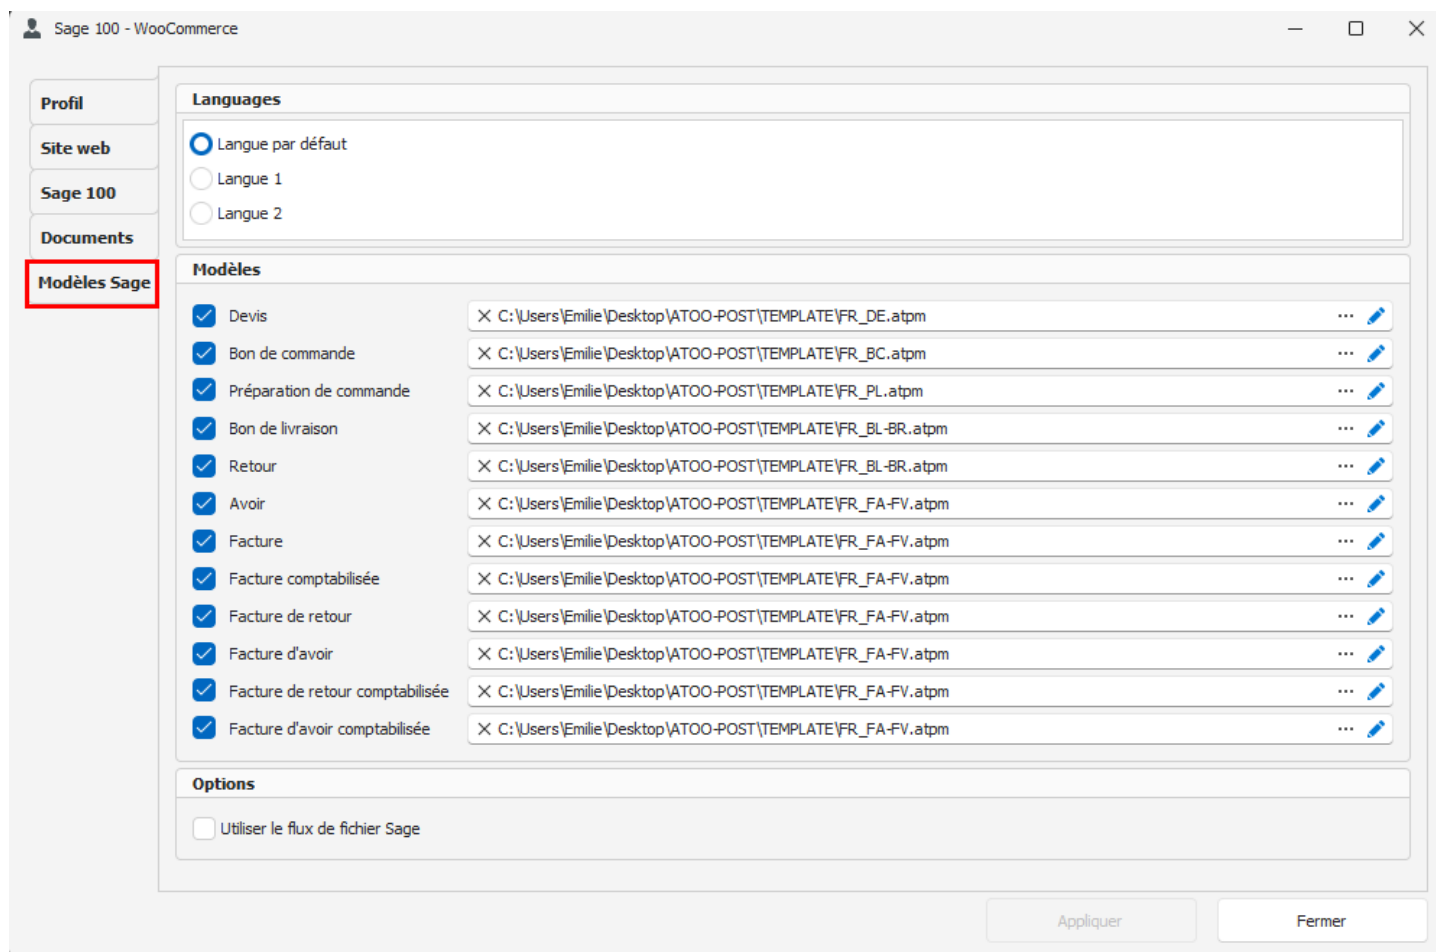 Sage 100 - WooCommerce
Profil
Site web
Sage 100
Documents
Modèles Sage
Languages
Langue par défaut
Langue 1
Langue 2
Modèles
Devis C:\Users\Emilie\Desktop\ATOO-POST\TEMPLATE\FR_DE.atpm ...
Bon de commande C:\Users\Emilie\Desktop\ATOO-POST\TEMPLATE\FR_BC.atpm ...
Préparation de commande C:\Users\Emilie\Desktop\ATOO-POST\TEMPLATE\FR_PL.atpm ...
Bon de livraison C:\Users\Emilie\Desktop\ATOO-POST\TEMPLATE\FR_BL-BR.atpm ...
Retour C:\Users\Emilie\Desktop\ATOO-POST\TEMPLATE\FR_BL-BR.atpm ...
Avoir C:\Users\Emilie\Desktop\ATOO-POST\TEMPLATE\FR_FA-FV.atpm ...
Facture C:\Users\Emilie\Desktop\ATOO-POST\TEMPLATE\FR_FA-FV.atpm ...
Facture comptabilisée C:\Users\Emilie\Desktop\ATOO-POST\TEMPLATE\FR_FA-FV.atpm ...
Facture de retour C:\Users\Emilie\Desktop\ATOO-POST\TEMPLATE\FR_FA-FV.atpm ...
Facture d'avoir C:\Users\Emilie\Desktop\ATOO-POST\TEMPLATE\FR_FA-FV.atpm ...
Facture de retour comptabilisée C:\Users\Emilie\Desktop\ATOO-POST\TEMPLATE\FR_FA-FV.atpm ...
Facture d'avoir comptabilisée C:\Users\Emilie\Desktop\ATOO-POST\TEMPLATE\FR_FA-FV.atpm ...
Options
Utiliser le flux de fichier Sage
Appliquer
Fermer